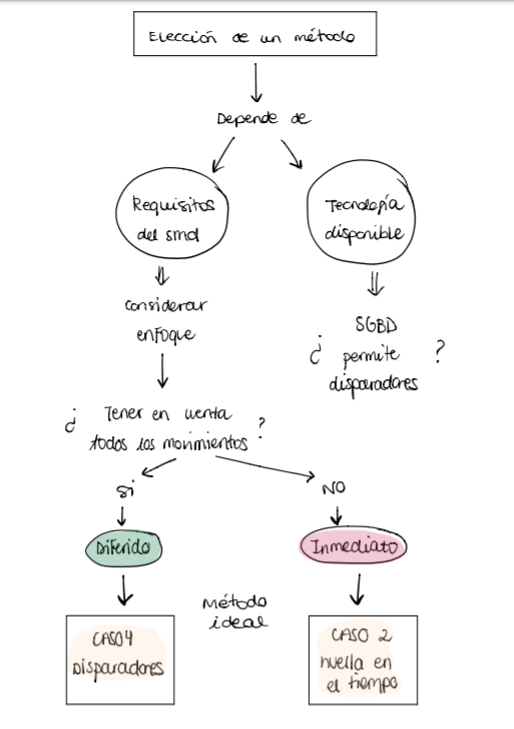 Elección de un método
Depende de
Requisitos
del smd
Tecnología
disponible
considerar
enfoque
SGBD
¿ permite ?
disparadores
¿ Tener en cuenta ?
todos los movimientos
Si
NO
Diferido
Inmediato
Método
ideal
CASO 4
Disparadores
CASO 2
huella en
el tiempo